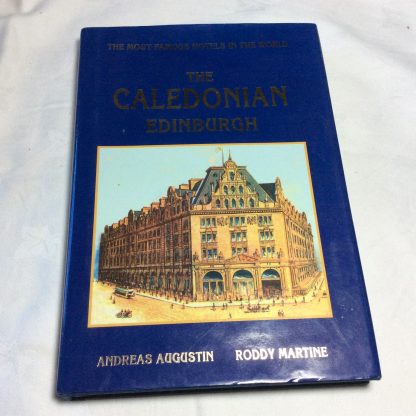 THE MOST FAMOUS HOTELS IN THE WORLD
THE
CALEDONIAN
EDINBURGH
ANDREAS AUGUSTIN RODDY MARTINE